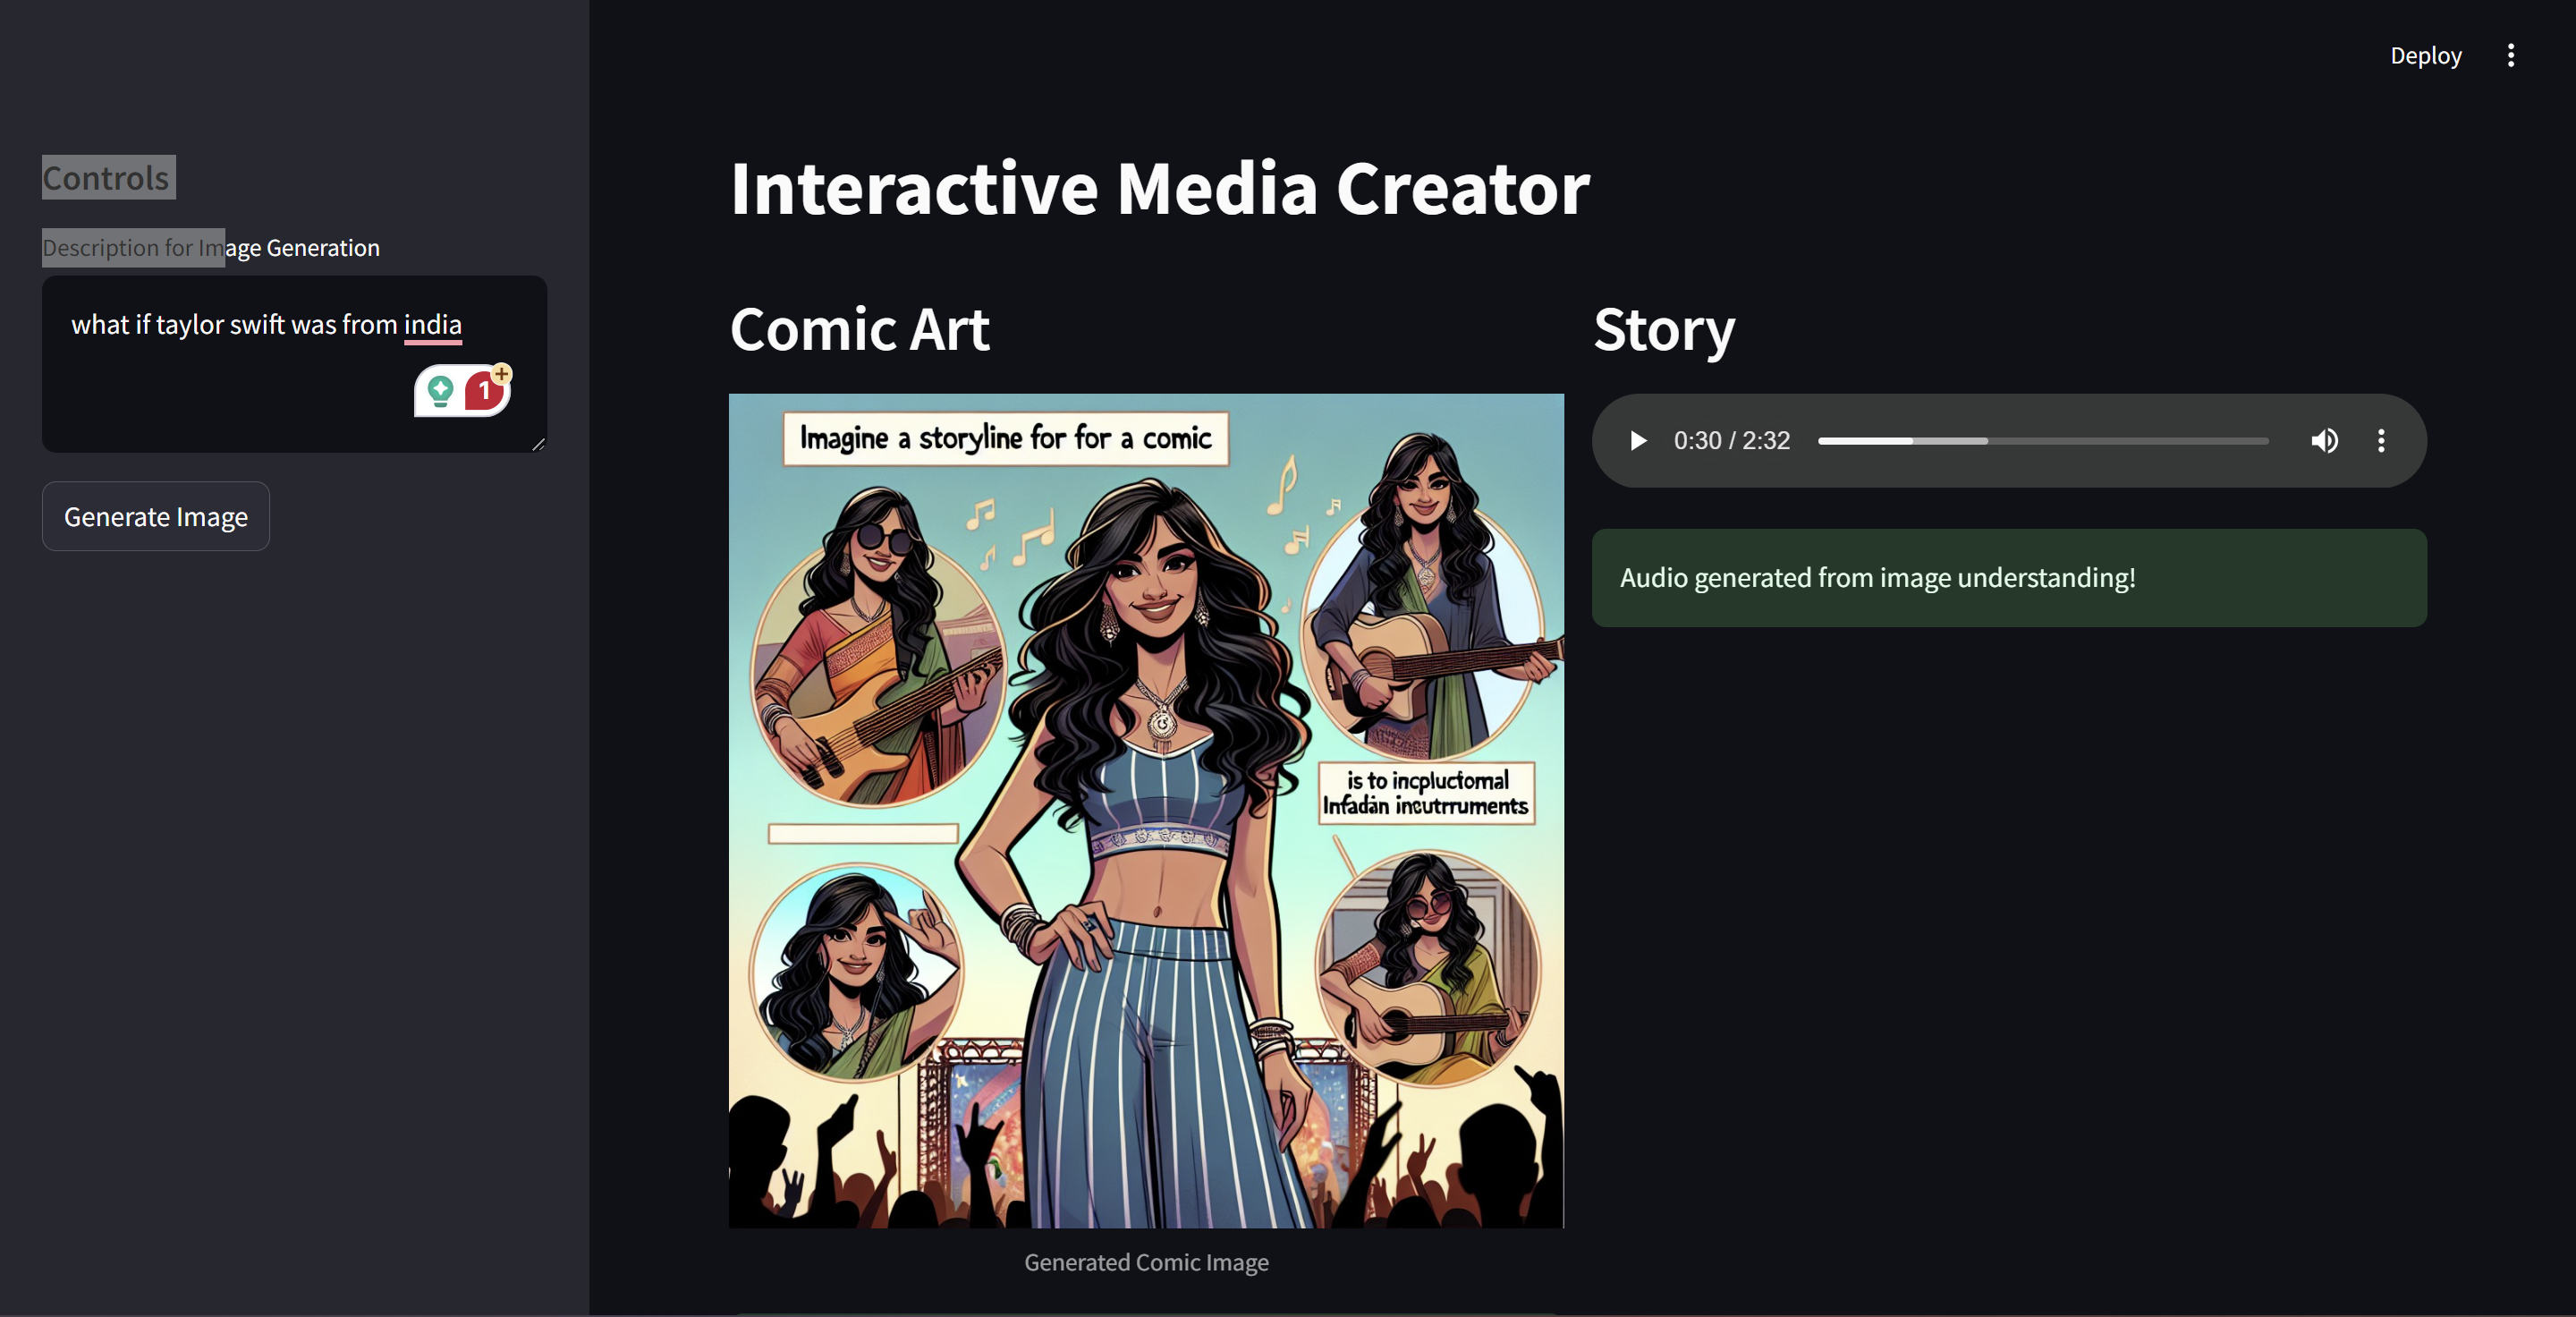 Deploy
Controls
Description for Image Generation
what if taylor swift was from india
1
Generate Image
Interactive Media Creator
Comic Art
Imagine a storyline for for a comic
is to incpluctomal
Infadin incutrruments
Generated Comic Image
Story
0:30 / 2:32
Audio generated from image understanding!